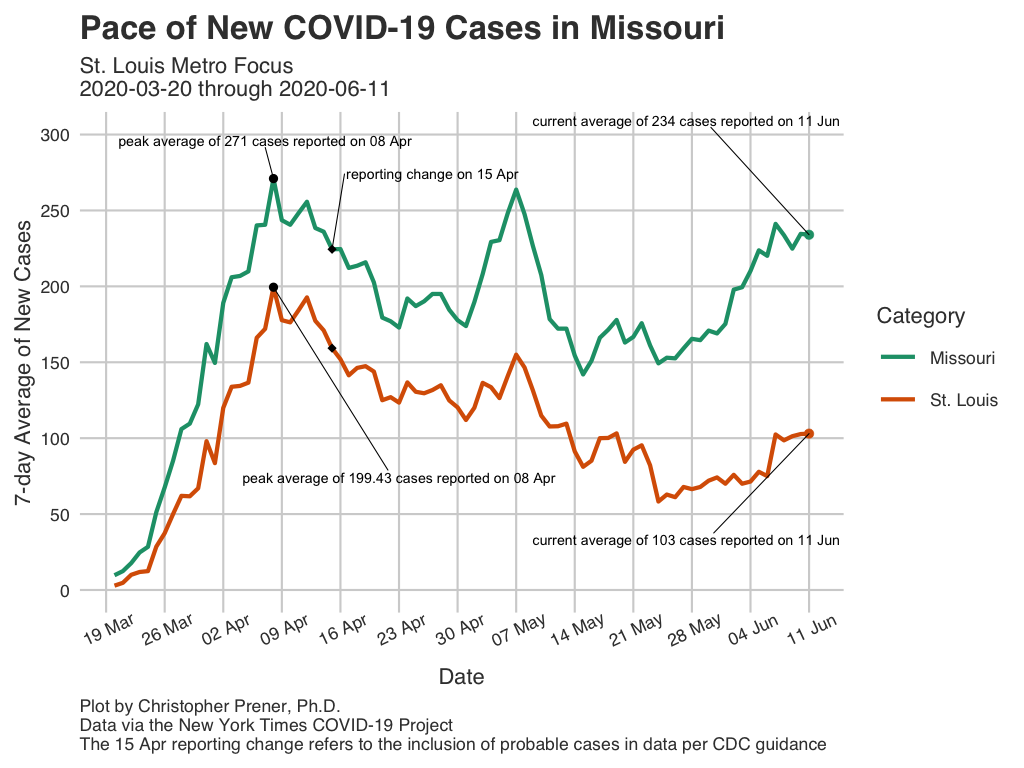 Pace of New COVID-19 Cases in Missouri
St. Louis Metro Focus
2020-03-20 through 2020-06-11
current average of 234 cases reported on 11 Jun
peak average of 271 cases reported on 08 Apr
reporting change on 15 Apr
peak average of 199.43 cases reported on 08 Apr
current average of 103 cases reported on 11 Jun
7-day Average of New Cases
300
250
200
150
100
50
0
19 Mar
26 Mar
02 Apr
09 Apr
16 Apr
23 Apr
30 Apr
07 May
14 May
21 May
28 May
04 Jun
11 Jun
Date
Category
Missouri
St. Louis
Plot by Christopher Prener, Ph.D.
Data via the New York Times COVID-19 Project
The 15 Apr reporting change refers to the inclusion of probable cases in data per CDC guidance